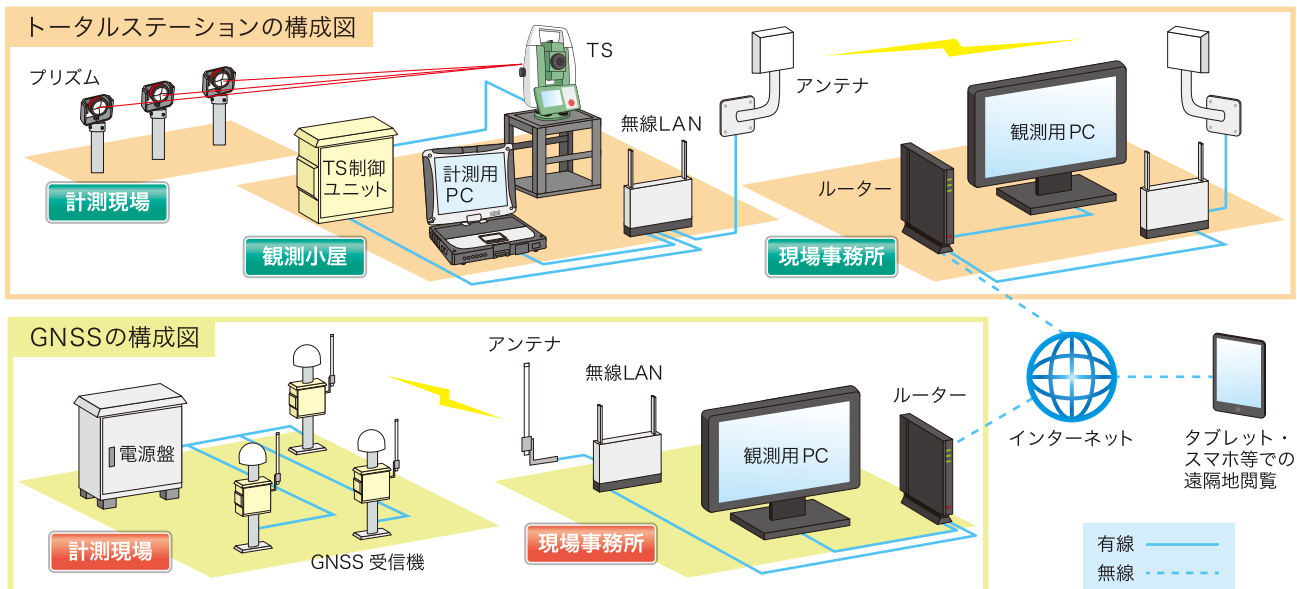 トータルステーションの構成図
プリズム
TS
アンテナ
無線LAN
TS制御
ユニット
計測用
PC
観測用PC
ルーター
計測現場
観測小屋
現場事務所
GNSSの構成図
アンテナ
無線LAN
ルーター
電源盤
観測用PC
インターネット
タブレット・
スマホ等での
遠隔地閲覧
計測現場
GNSS 受信機
現場事務所
有線
無線